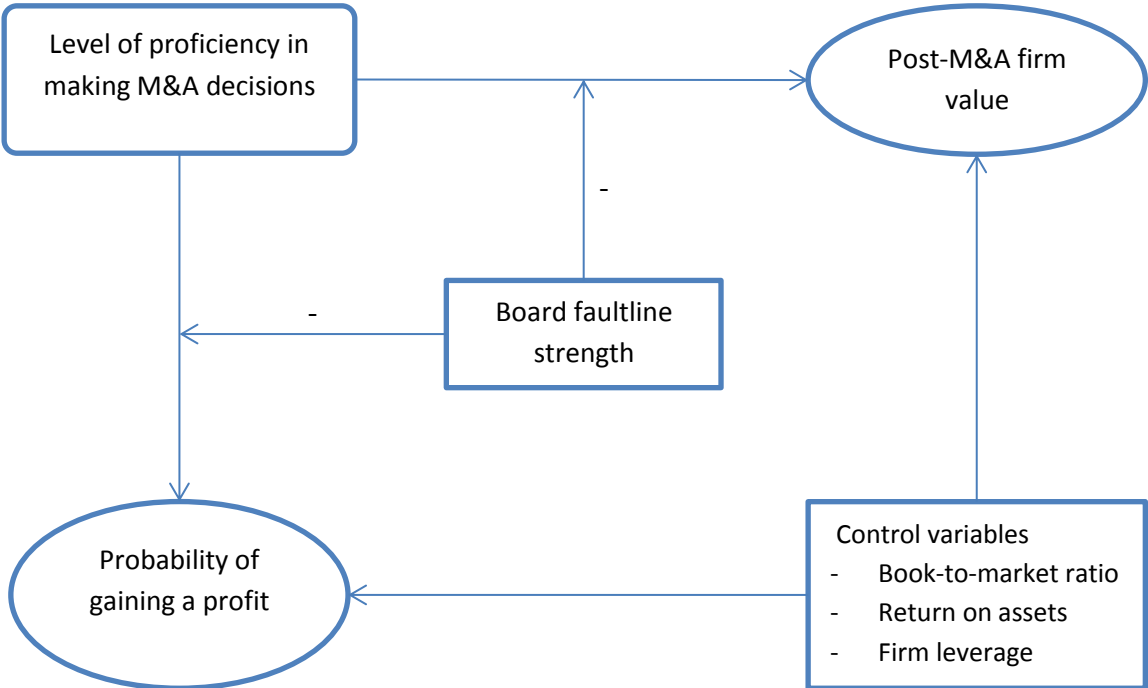 Level of proficiency in
making M&A decisions
Post-M&A firm
value
-
-
Board faultline
strength
Probability of
gaining a profit
Control variables
- Book-to-market ratio
- Return on assets
- Firm leverage